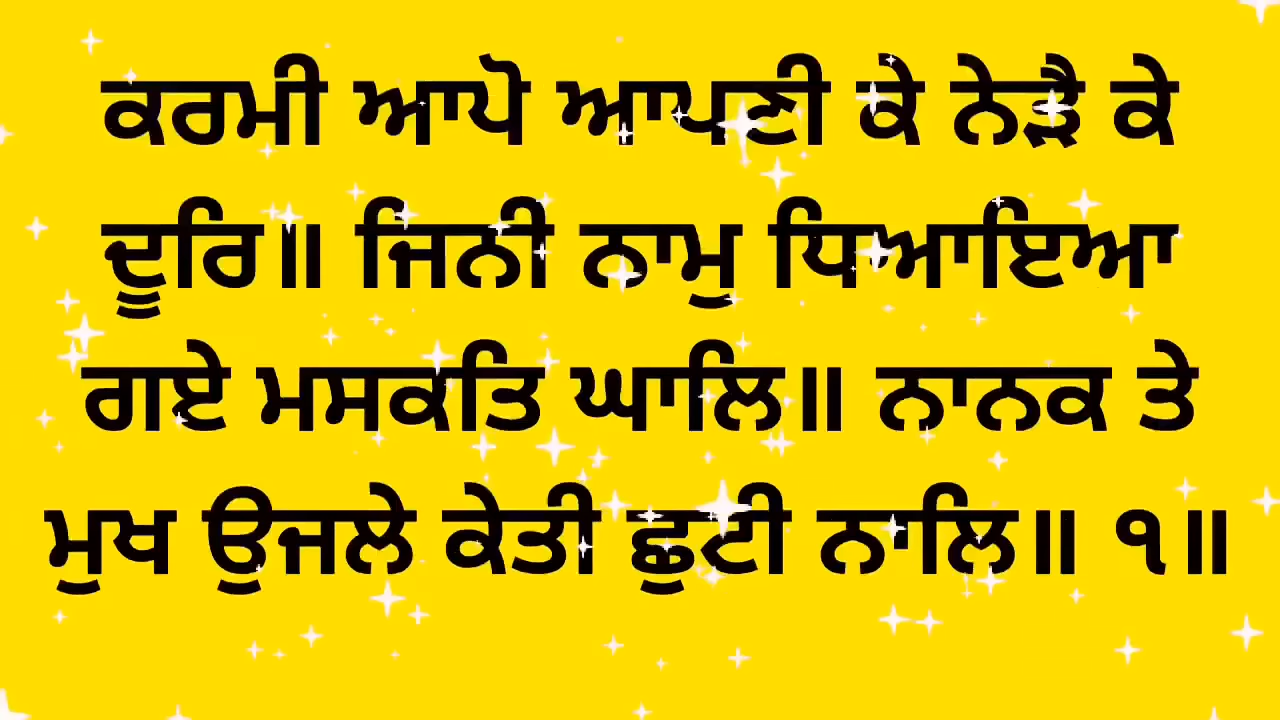 ਕਰਮੀ ਆਪੋ ਆਪਣੀ ਕੇ ਨੇੜੈ ਕੇ
ਦੂਰਿ॥ ਜਿਨੀ ਨਾਮੁ ਧਿਆਇਆ
ਗਏ ਮਸਕਤਿ ਘਾਲਿ॥ ਨਾਨਕ ਤੇ
ਮੁਖ ਉਜਲੇ ਕੇਤੀ ਛੁਟੀ ਨਾਲਿ॥ ੧॥